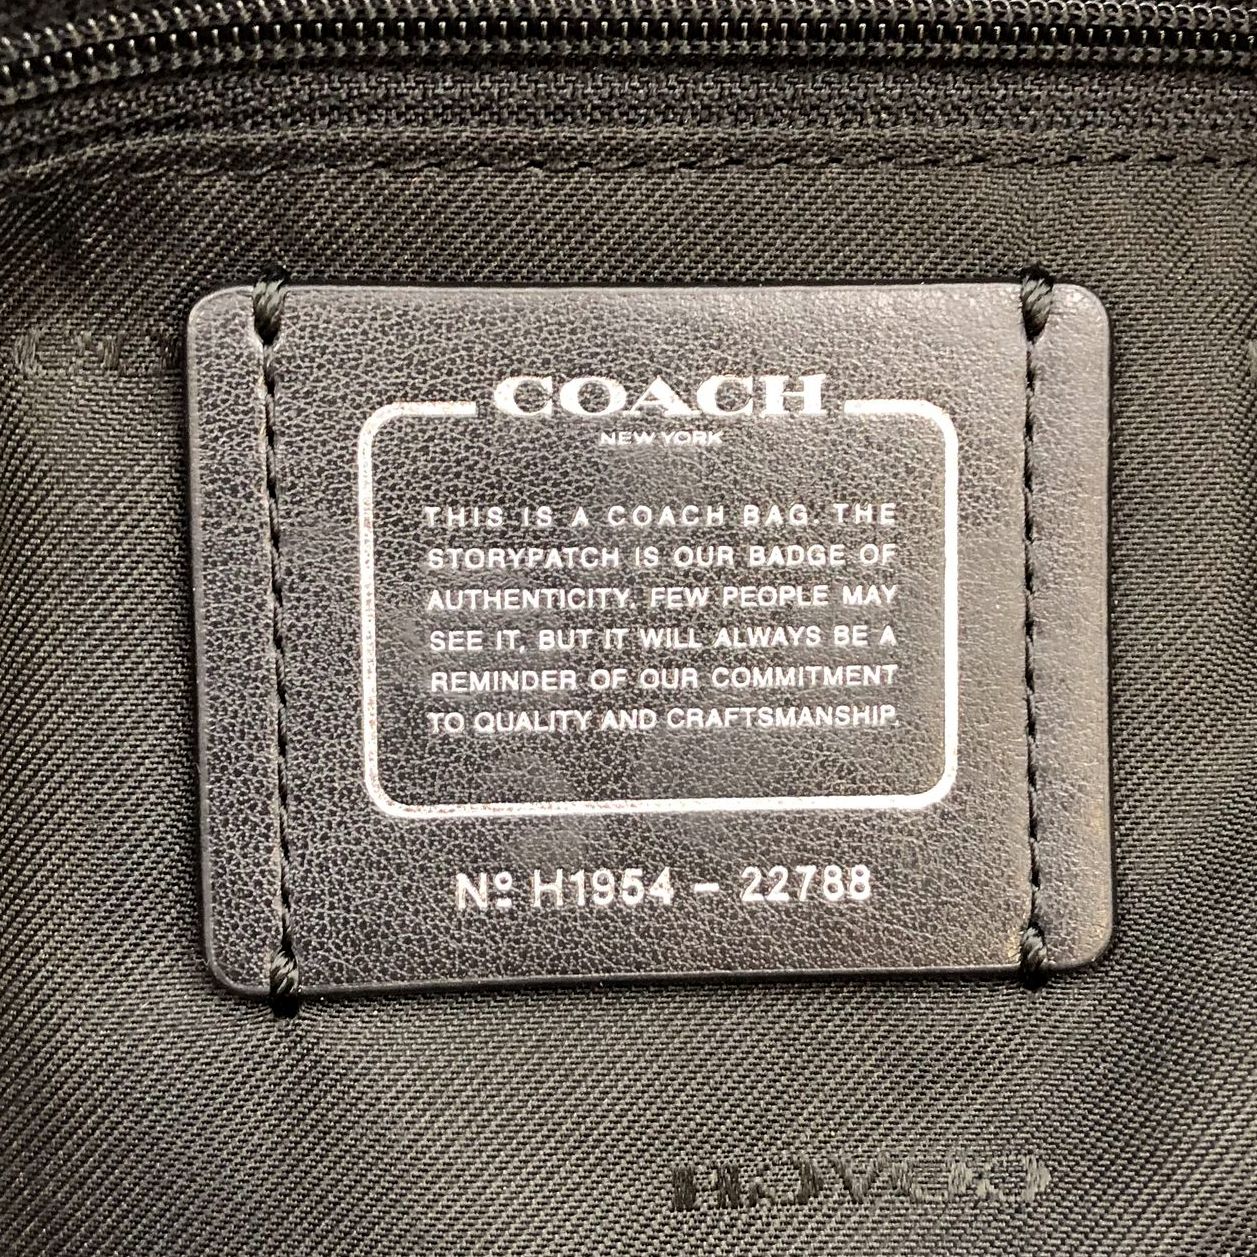 COACH
NEW YORK
THIS IS A COACH BAG. THE
STORYPATCH IS OUR BADGE OF
AUTHENTICITY. FEW PEOPLE MAY
SEE IT, BUT IT WILL ALWAYS BE A
REMINDER OF OUR COMMITMENT
TO QUALITY AND CRAFTSMANSHIP.
Nº H1954 – 22788
COACH